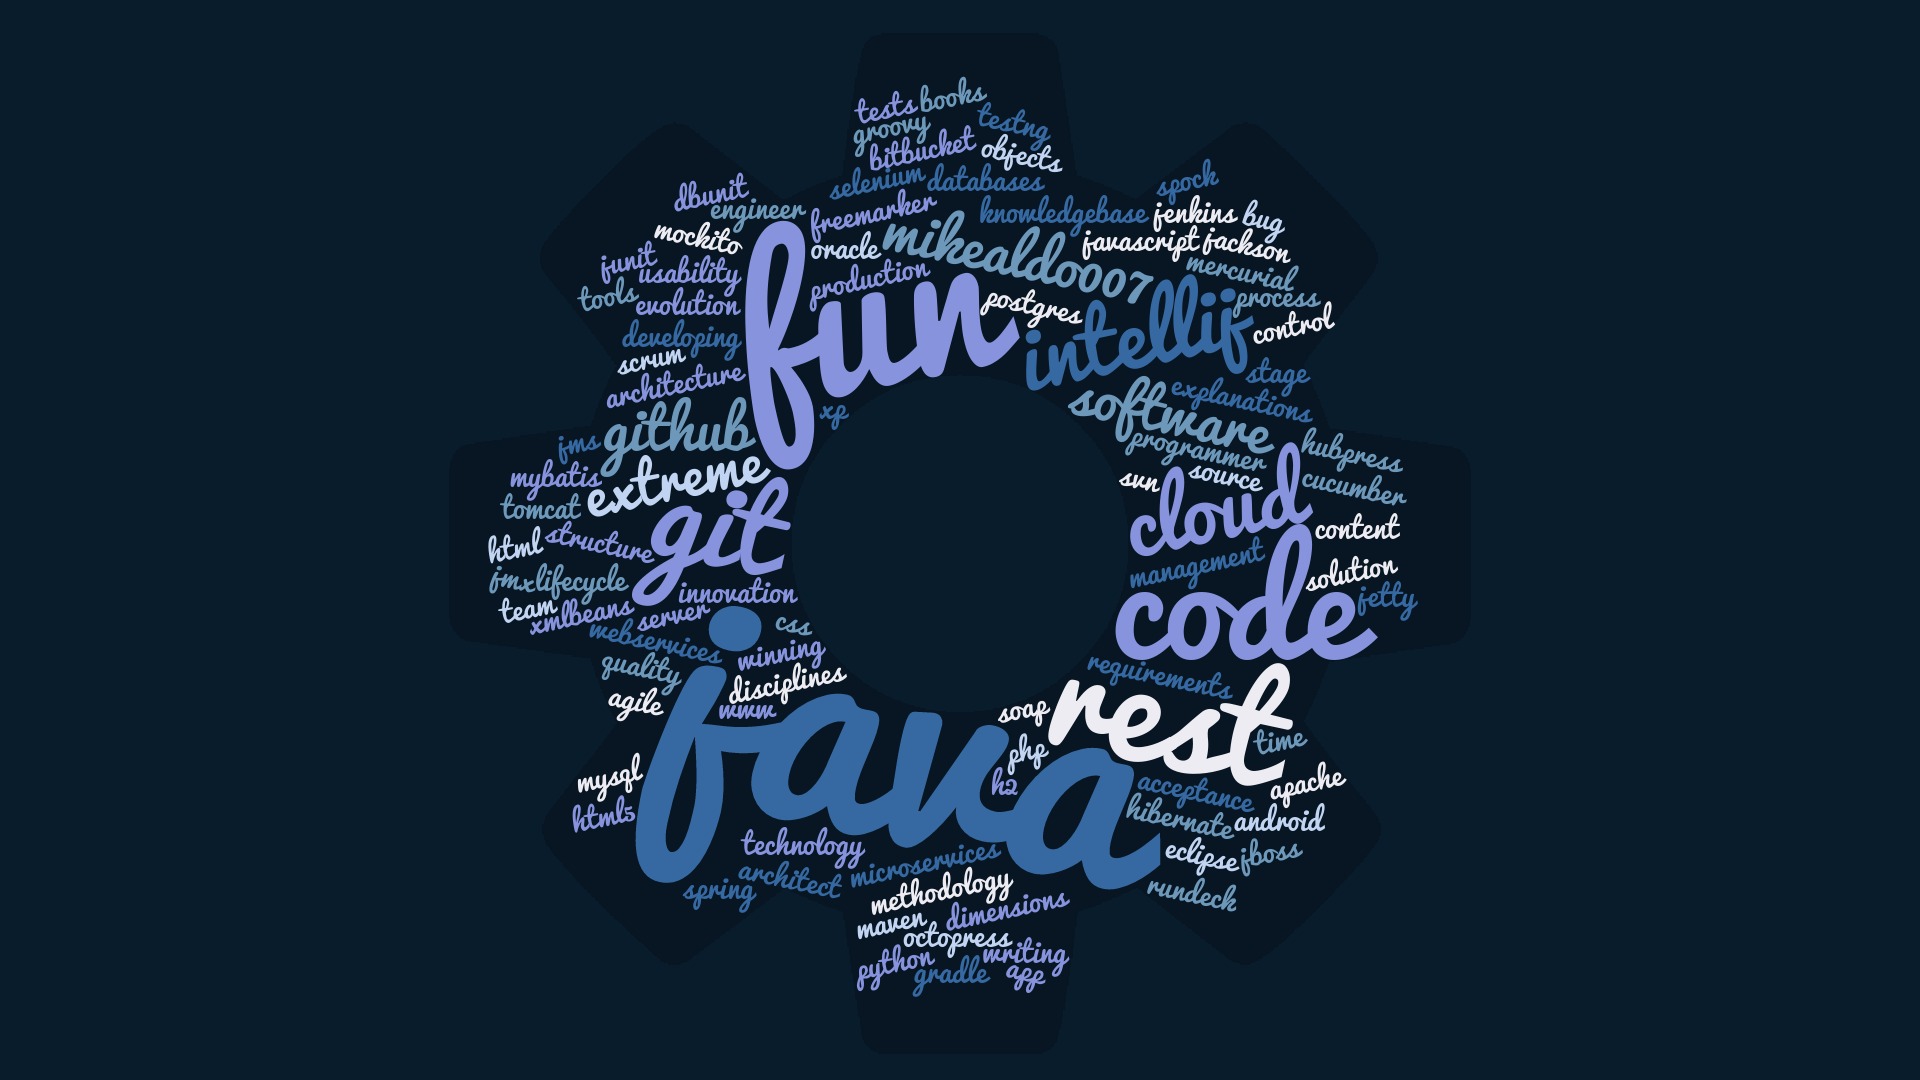 tests books
groovy
testng
bitbucket
objects
selenium databases
spock
dbunit
engineer
freemarker
knowledgebase
jenkins bug
mochito
oracle
mikealdo007
javascript jackson
junit
usability
production
mercurial
tools
evolution
fun
postgres
process
developing
intellij
control
scrum
architecture
stage
xp
explanations
github
software
jms
programmer
hubpress
mybatis
extreme
svn
source
cucumber
tomcat
git
cloud
content
html
structure
management
solution
jmx lifecycle
innovation
code
jetty
team
xmlbeans
server
css
webservices
winning
requirements
quality
disciplines
agile
www
java
soap
rest
php
time
mysql
h2
acceptance
apache
html5
hibernate
android
technology
microservices
eclipse jboss
spring
architect
methodology
rundeck
maven
dimensions
octopress
python
writing
gradle
app